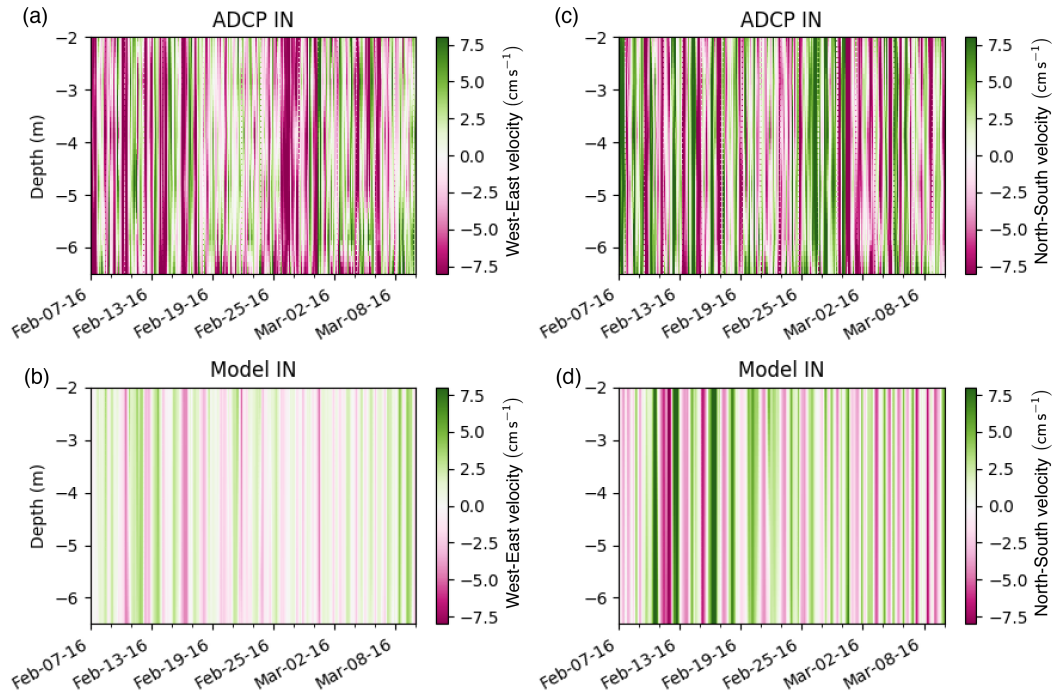 (a)
ADCP IN
−2
−3
−4
−5
−6
Depth (m)
Feb-07-16
Feb-13-16
Feb-19-16
Feb-25-16
Mar-02-16
Mar-08-16
7.5
5.0
2.5
0.0
−2.5
−5.0
−7.5
West-East velocity (cm s⁻¹)
(c)
ADCP IN
−2
−3
−4
−5
−6
Feb-07-16
Feb-13-16
Feb-19-16
Feb-25-16
Mar-02-16
Mar-08-16
7.5
5.0
2.5
0.0
−2.5
−5.0
−7.5
North-South velocity (cm s⁻¹)
(b)
Model IN
−2
−3
−4
−5
−6
Depth (m)
Feb-07-16
Feb-13-16
Feb-19-16
Feb-25-16
Mar-02-16
Mar-08-16
7.5
5.0
2.5
0.0
−2.5
−5.0
−7.5
West-East velocity (cm s⁻¹)
(d)
Model IN
−2
−3
−4
−5
−6
Feb-07-16
Feb-13-16
Feb-19-16
Feb-25-16
Mar-02-16
Mar-08-16
7.5
5.0
2.5
0.0
−2.5
−5.0
−7.5
North-South velocity (cm s⁻¹)